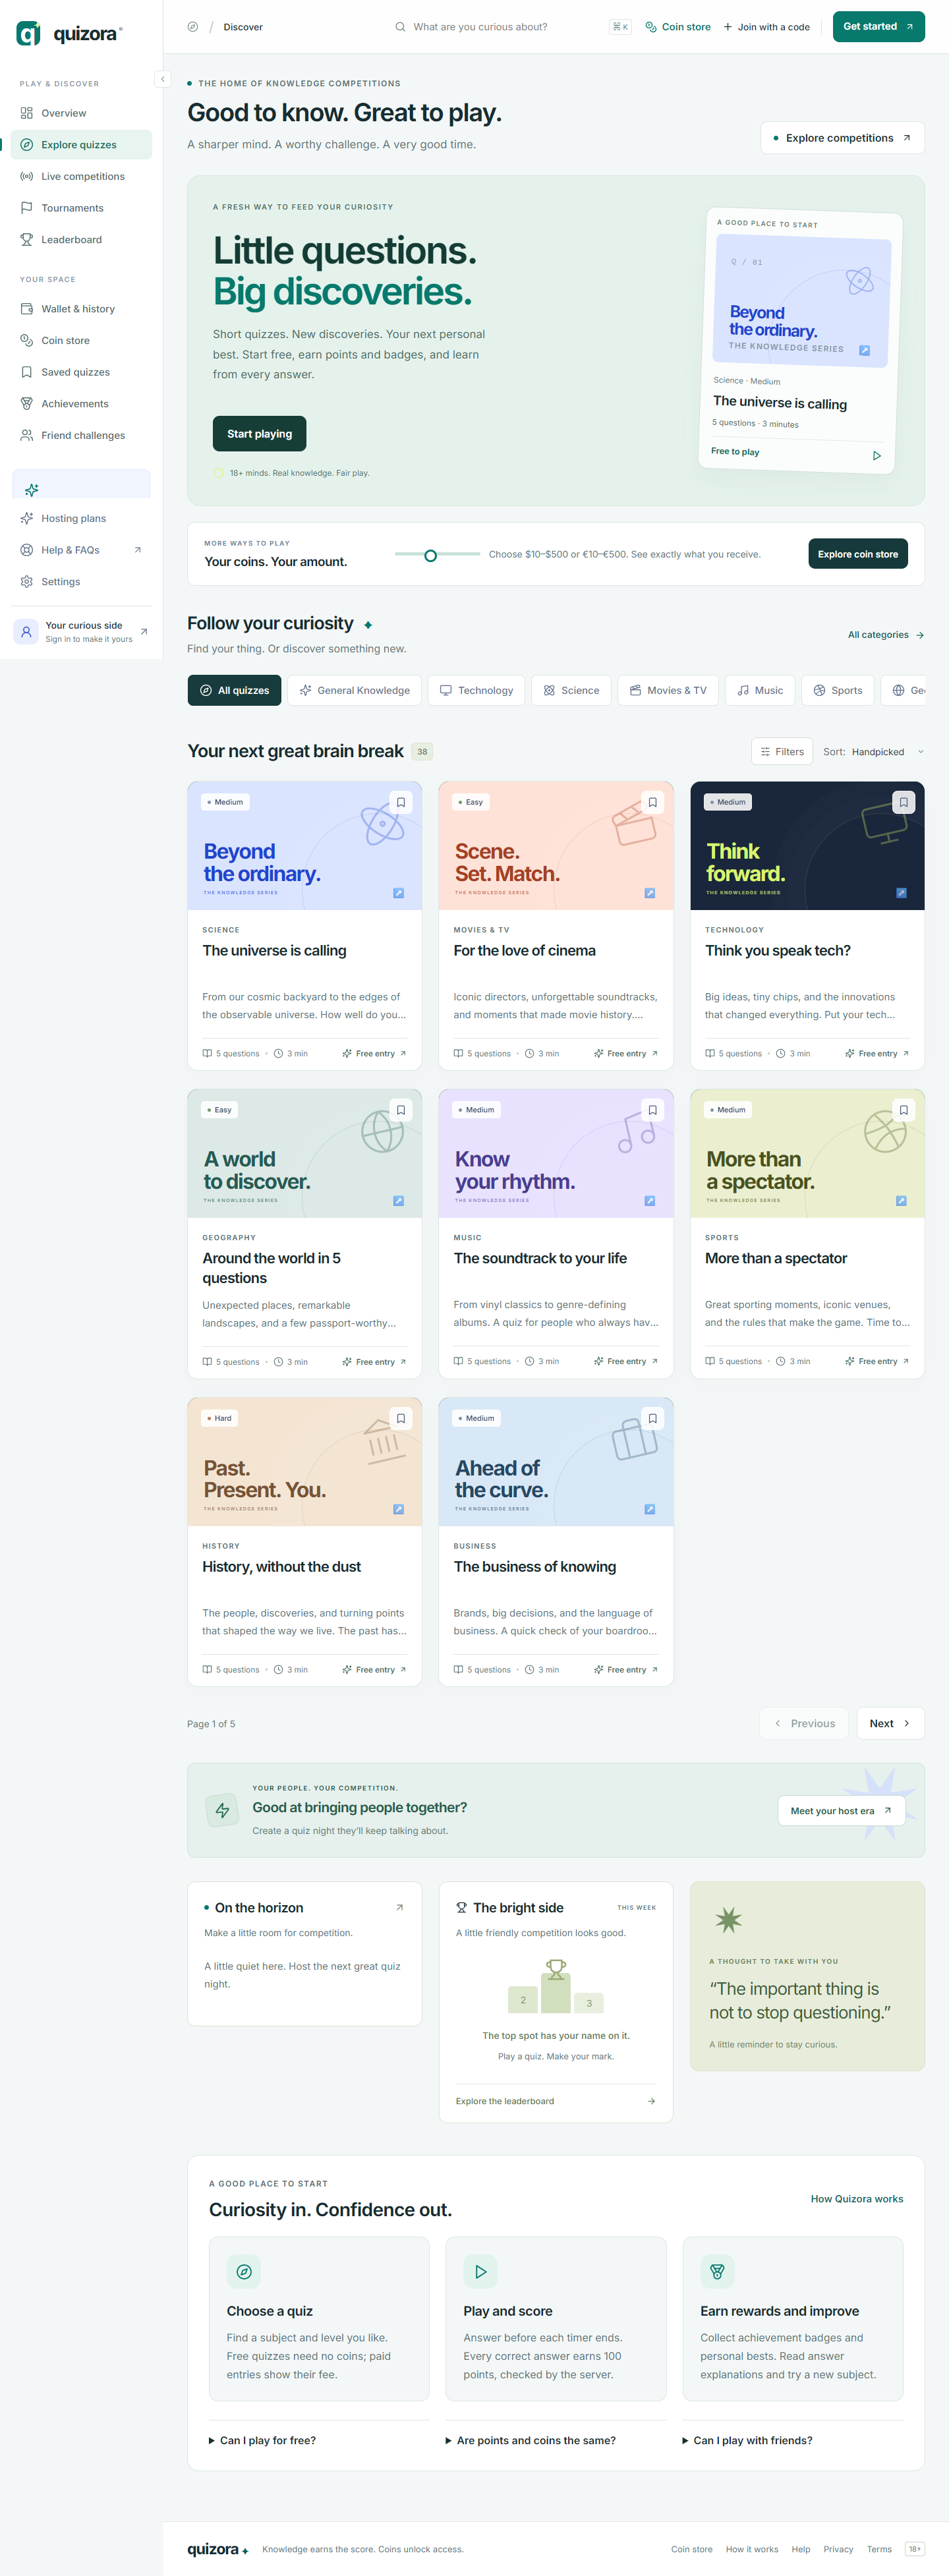 quizora
PLAY & DISCOVER
Overview
Explore quizzes
Live competitions
Tournaments
Leaderboard
YOUR SPACE
Wallet & history
Coin store
Saved quizzes
Achievements
Friend challenges
Hosting plans
Help & FAQs
Settings
Your curious side
Sign in to make it yours
/ Discover
What are you curious about?
⌘ K
Coin store
Join with a code
Get started
THE HOME OF KNOWLEDGE COMPETITIONS
Good to know. Great to play.
A sharper mind. A worthy challenge. A very good time.
Explore competitions
A FRESH WAY TO FEED YOUR CURIOSITY
Little questions.
Big discoveries.
Short quizzes. New discoveries. Your next personal
best. Start free, earn points and badges, and learn
from every answer.
Start playing
18+ minds. Real knowledge. Fair play.
A GOOD PLACE TO START
Q / 01
Beyond
the ordinary.
THE KNOWLEDGE SERIES
Science · Medium
The universe is calling
5 questions · 3 minutes
Free to play
MORE WAYS TO PLAY
Your coins. Your amount.
Choose $10–$500 or €10–€500. See exactly what you receive.
Explore coin store
Follow your curiosity
Find your thing. Or discover something new.
All categories
All quizzes
General Knowledge
Technology
Science
Movies & TV
Music
Sports
Geo
Your next great brain break 38
Filters
Sort: Handpicked
Medium
Beyond
the ordinary.
THE KNOWLEDGE SERIES
SCIENCE
The universe is calling
From our cosmic backyard to the edges of
the observable universe. How well do you...
5 questions · 3 min
Free entry
Easy
Scene.
Set. Match.
THE KNOWLEDGE SERIES
MOVIES & TV
For the love of cinema
Iconic directors, unforgettable soundtracks,
and moments that made movie history....
5 questions · 3 min
Free entry
Medium
Think
forward.
THE KNOWLEDGE SERIES
TECHNOLOGY
Think you speak tech?
Big ideas, tiny chips, and the innovations
that changed everything. Put your tech...
5 questions · 3 min
Free entry
Easy
A world
to discover.
THE KNOWLEDGE SERIES
GEOGRAPHY
Around the world in 5
questions
Unexpected places, remarkable
landscapes, and a few passport-worthy...
5 questions · 3 min
Free entry
Medium
Know
your rhythm.
THE KNOWLEDGE SERIES
MUSIC
The soundtrack to your life
From vinyl classics to genre-defining
albums. A quiz for people who always hav...
5 questions · 3 min
Free entry
Medium
More than
a spectator.
THE KNOWLEDGE SERIES
SPORTS
More than a spectator
Great sporting moments, iconic venues,
and the rules that make the game. Time to...
5 questions · 3 min
Free entry
Hard
Past.
Present. You.
THE KNOWLEDGE SERIES
HISTORY
History, without the dust
The people, discoveries, and turning points
that shaped the way we live. The past has...
5 questions · 3 min
Free entry
Medium
Ahead of
the curve.
THE KNOWLEDGE SERIES
BUSINESS
The business of knowing
Brands, big decisions, and the language of
business. A quick check of your boardroo...
5 questions · 3 min
Free entry
Page 1 of 5
Previous
Next
YOUR PEOPLE. YOUR COMPETITION.
Good at bringing people together?
Create a quiz night they'll keep talking about.
Meet your host era
On the horizon
Make a little room for competition.
A little quiet here. Host the next great quiz
night.
The bright side
THIS WEEK
A little friendly competition looks good.
2
3
The top spot has your name on it.
Play a quiz. Make your mark.
Explore the leaderboard
A THOUGHT TO TAKE WITH YOU
“The important thing is
not to stop questioning.”
A little reminder to stay curious.
A GOOD PLACE TO START
Curiosity in. Confidence out.
How Quizora works
Choose a quiz
Find a subject and level you like.
Free quizzes need no coins; paid
entries show their fee.
Play and score
Answer before each timer ends.
Every correct answer earns 100
points, checked by the server.
Earn rewards and improve
Collect achievement badges and
personal bests. Read answer
explanations and try a new subject.
Can I play for free?
Are points and coins the same?
Can I play with friends?
quizora
Knowledge earns the score. Coins unlock access.
Coin store
How it works
Help
Privacy
Terms
18+